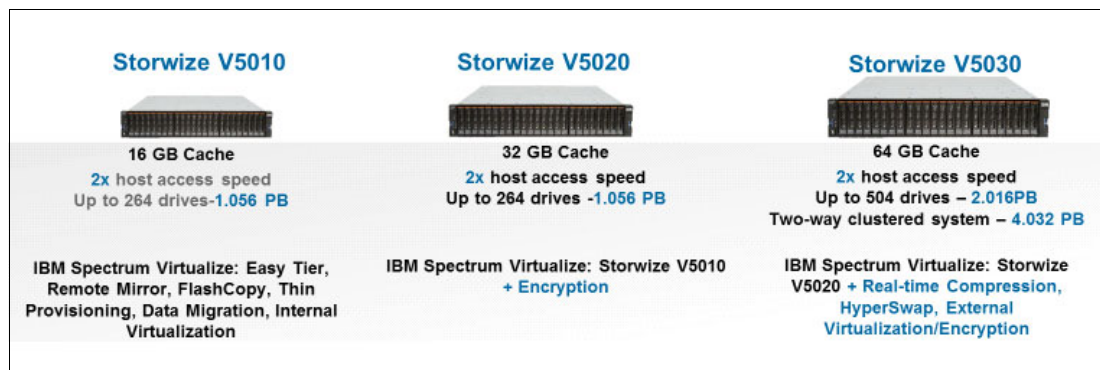 Storwize V5010
16 GB Cache
2x host access speed
Up to 264 drives-1.056 PB
IBM Spectrum Virtualize: Easy Tier,
Remote Mirror, FlashCopy, Thin
Provisioning, Data Migration, Internal
Virtualization
Storwize V5020
32 GB Cache
2x host access speed
Up to 264 drives -1.056 PB
IBM Spectrum Virtualize: Storwize V5010
+ Encryption
Storwize V5030
64 GB Cache
2x host access speed
Up to 504 drives – 2.016PB
Two-way clustered system – 4.032 PB
IBM Spectrum Virtualize: Storwize
V5020 + Real-time Compression,
HyperSwap, External
Virtualization/Encryption